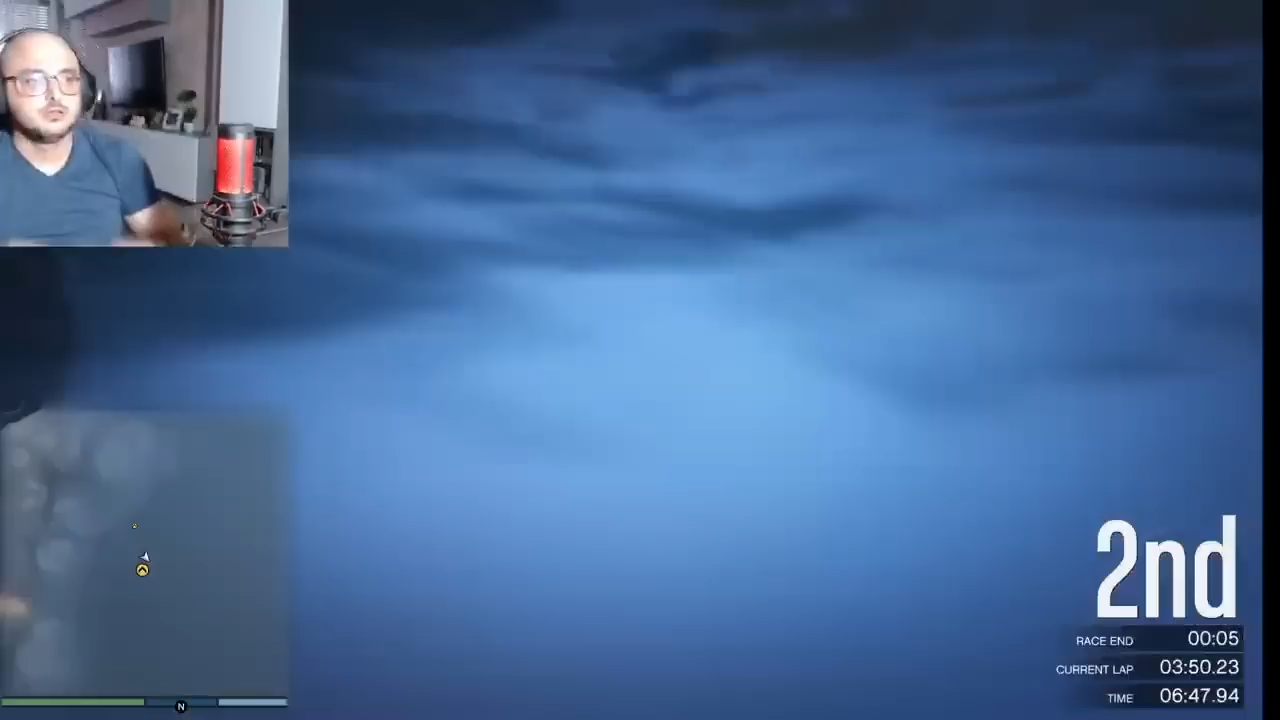 2nd
RACE END 00:05
CURRENT LAP 03:50.23
TIME 06:47.94
N